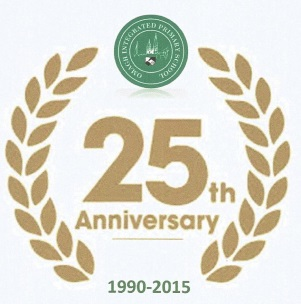 OMAGH INTEGRATED PRIMARY SCHOOL
25th
Anniversary
1990-2015